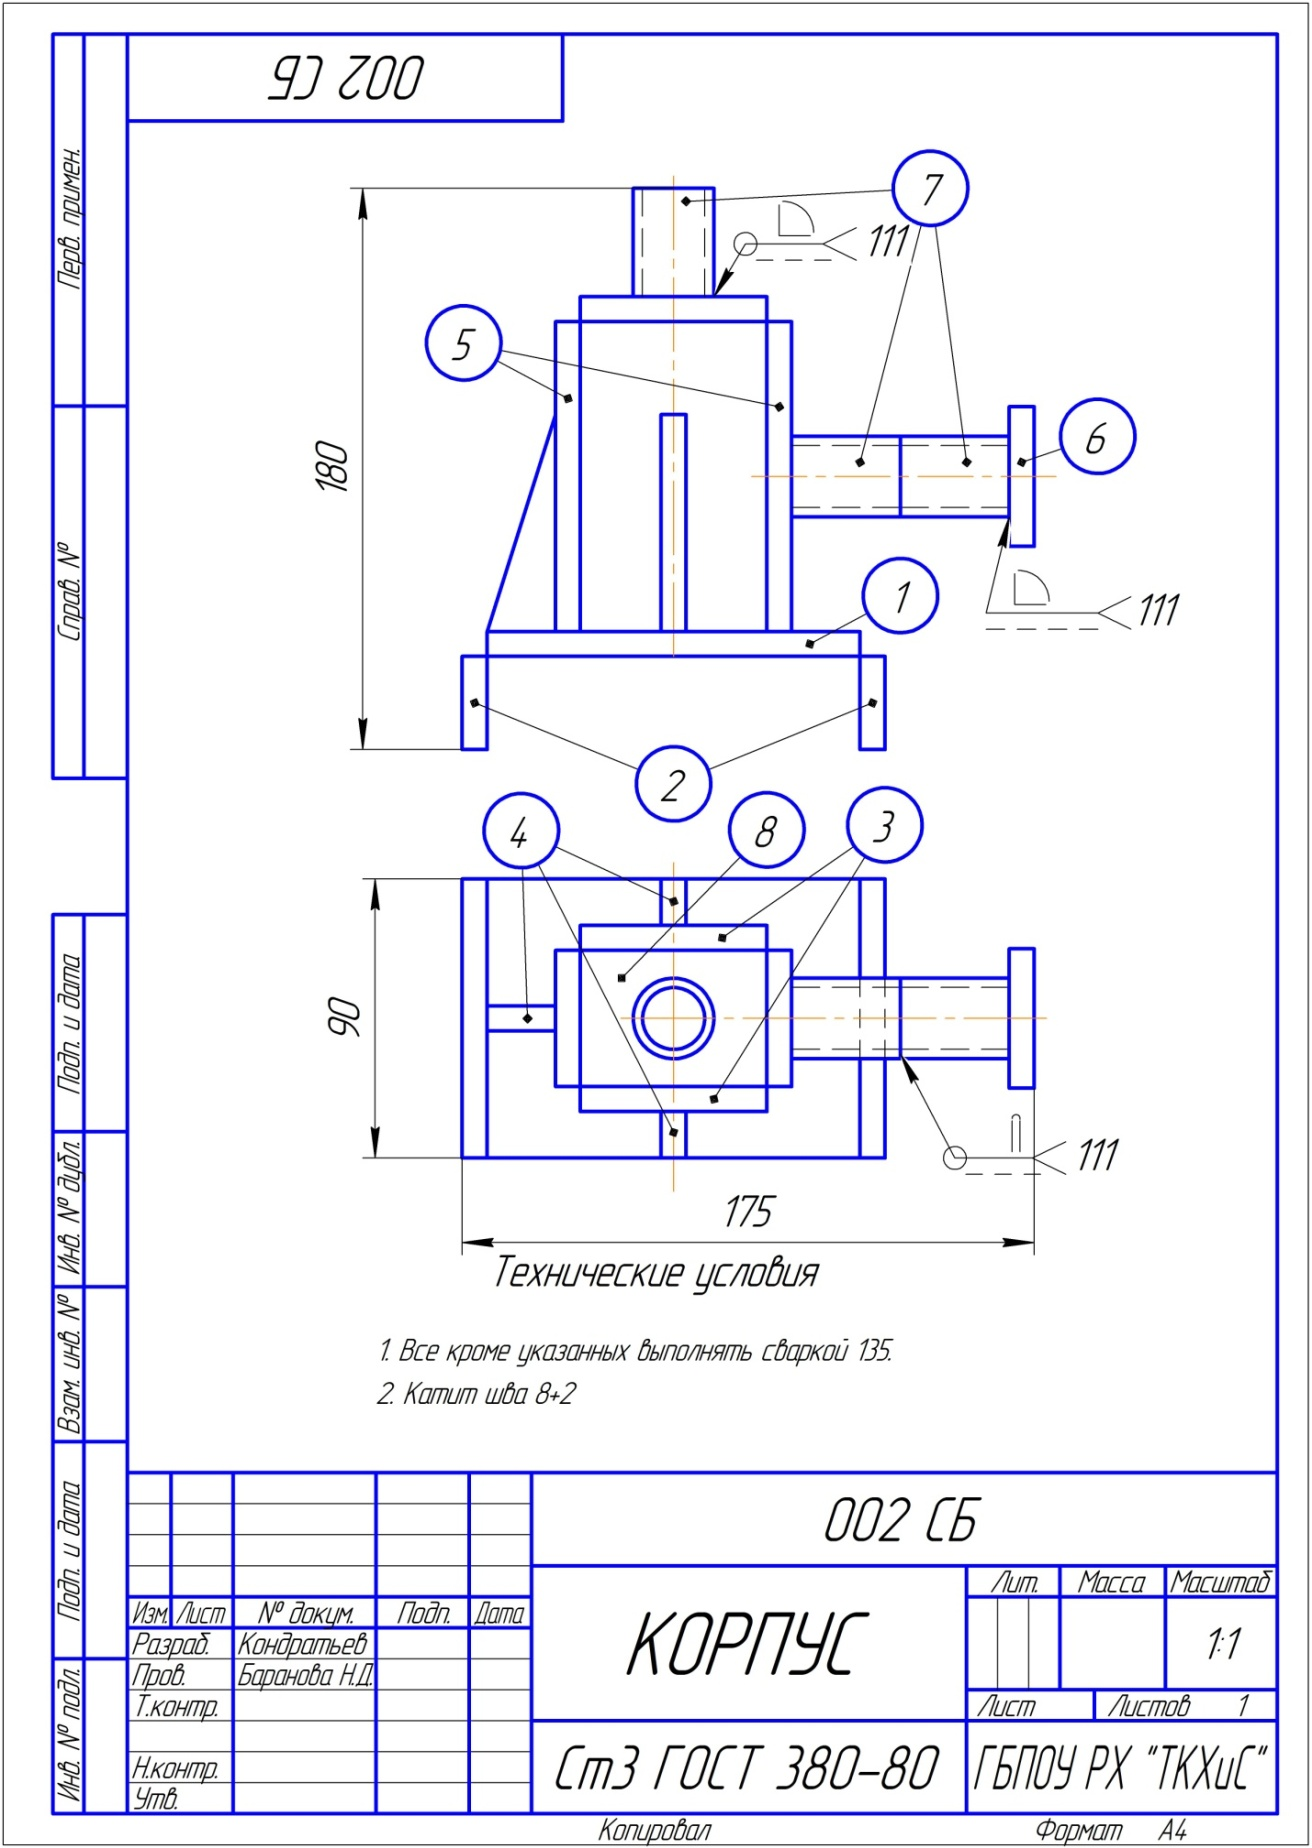 002 СБ
7
111
5
180
6
1
111
2
4
8
3
90
111
175
Технические условия
1. Все кроме указанных выполнять сваркой 135.
2. Катит шва 8+2
Перв. примен.
Справ. №
Подп. и дата
Инв. № дубл.
Взам. инв. №
Подп. и дата
Инв. № подл.
002 СБ
Изм. Лист № докум. Подп. Дата
Разраб. Кондратьев
Пров. Баранова Н.Д.
Т.контр.
Н.контр.
Утв.
КОРПУС
Лит. Масса Масштаб
1:1
Лист Листов 1
Ст3 ГОСТ 380-80
ГБПОУ РХ "ТКХиС"
Копировал Формат А4